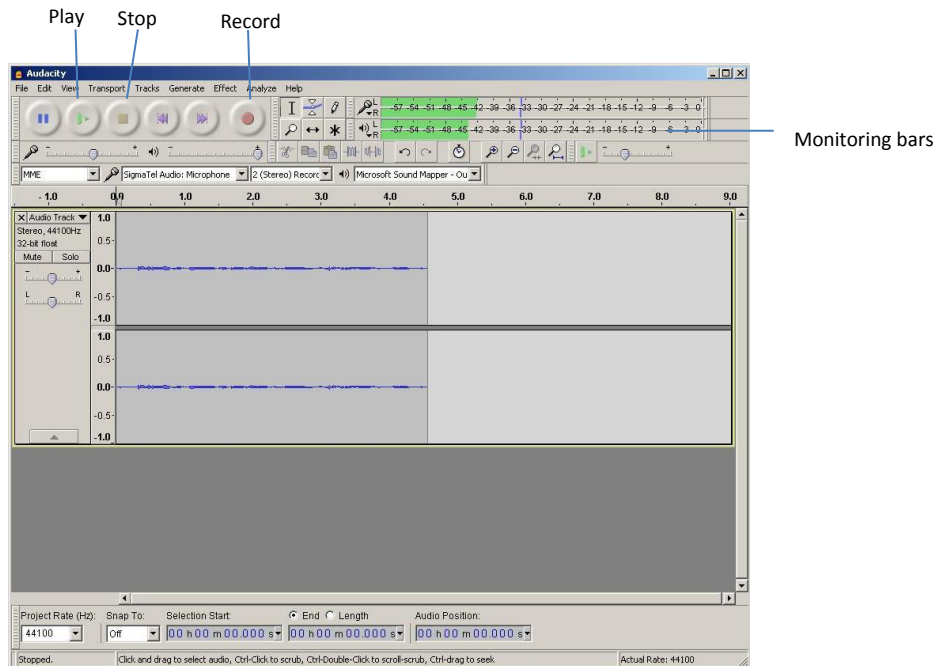 Play Stop Record
Audacity
File Edit View Transport Tracks Generate Effect Analyze Help
L R -57 -54 -51 -48 -45 -42 -39 -36 -33 -30 -27 -24 -21 -18 -15 -12 -9 -6 -3 0
L R -57 -54 -51 -48 -45 -42 -39 -36 -33 -30 -27 -24 -21 -18 -15 -12 -9 -6 -3 0
Monitoring bars
- + - + - +
MME SigmaTel Audio: Microphone 2 (Stereo) Recorc Microsoft Sound Mapper - Ou
- 1.0 0.0 1.0 2.0 3.0 4.0 5.0 6.0 7.0 8.0 9.0
X Audio Track 1.0
Stereo, 44100Hz
32-bit float 0.5
Mute Solo
- + 0.0
L R -0.5
-1.0
1.0
0.5
0.0
-0.5
-1.0
Project Rate (Hz): Snap To: Selection Start: End Length Audio Position:
44100 Off 00 h 00 m 00.000 s 00 h 00 m 00.000 s 00 h 00 m 00.000 s
Stopped. Click and drag to select audio, Ctrl-Click to scrub, Ctrl-Double-Click to scroll-scrub, Ctrl-drag to seek Actual Rate: 44100